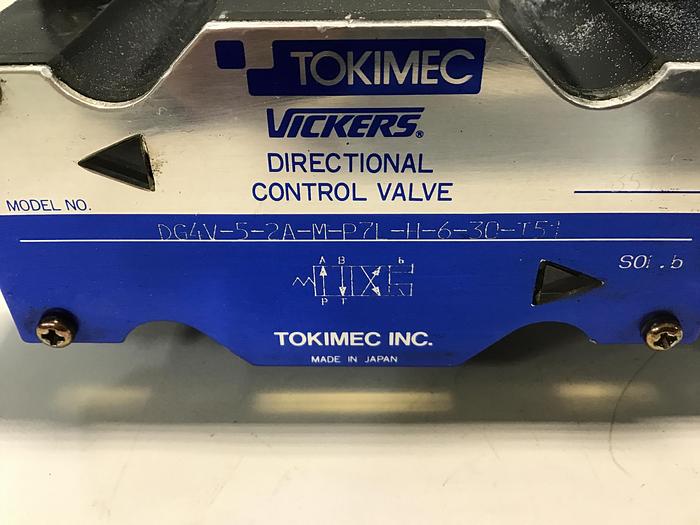 TOKIMEC
VICKERS®
DIRECTIONAL
CONTROL VALVE
MODEL NO.
DG4V-5-2A-M-P7L-H-6-30-T51
A B b
P T
SOL.b
TOKIMEC INC.
MADE IN JAPAN